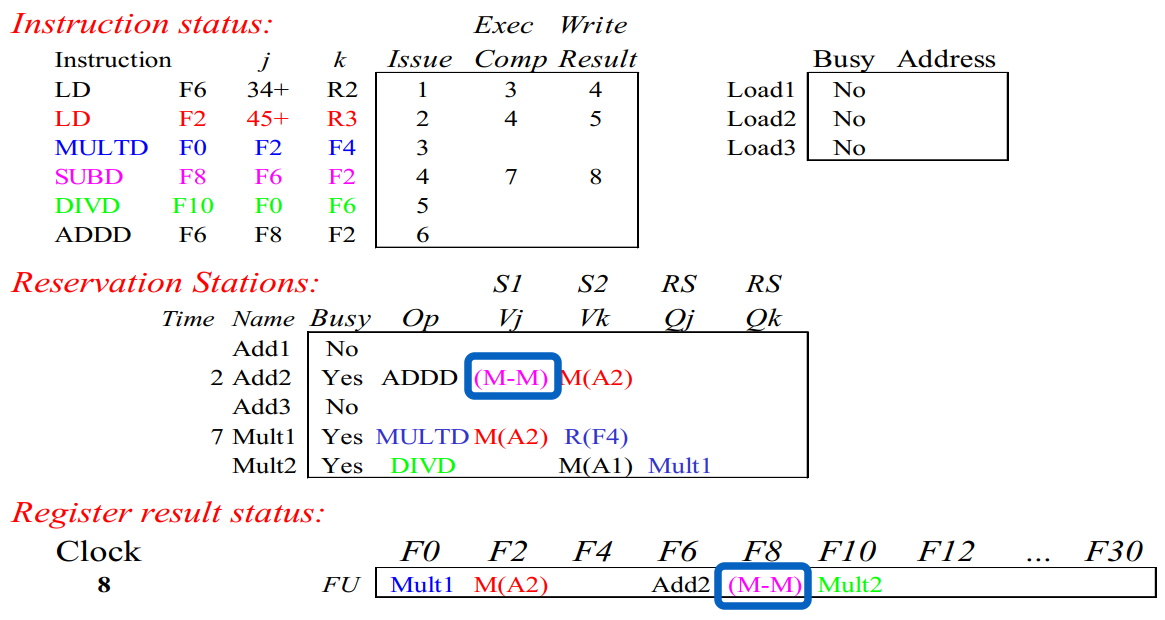 Instruction status: Exec Write
Instruction j k Issue Comp Result Busy Address
LD F6 34+ R2 1 3 4 Load1 No
LD F2 45+ R3 2 4 5 Load2 No
MULTD F0 F2 F4 3 Load3 No
SUBD F8 F6 F2 4 7 8
DIVD F10 F0 F6 5
ADDD F6 F8 F2 6
Reservation Stations: S1 S2 RS RS
Time Name Busy Op Vj Vk Qj Qk
Add1 No
2 Add2 Yes ADDD (M-M) M(A2)
Add3 No
7 Mult1 Yes MULTD M(A2) R(F4)
Mult2 Yes DIVD M(A1) Mult1
Register result status:
Clock F0 F2 F4 F6 F8 F10 F12 ... F30
8 FU Mult1 M(A2) Add2 (M-M) Mult2